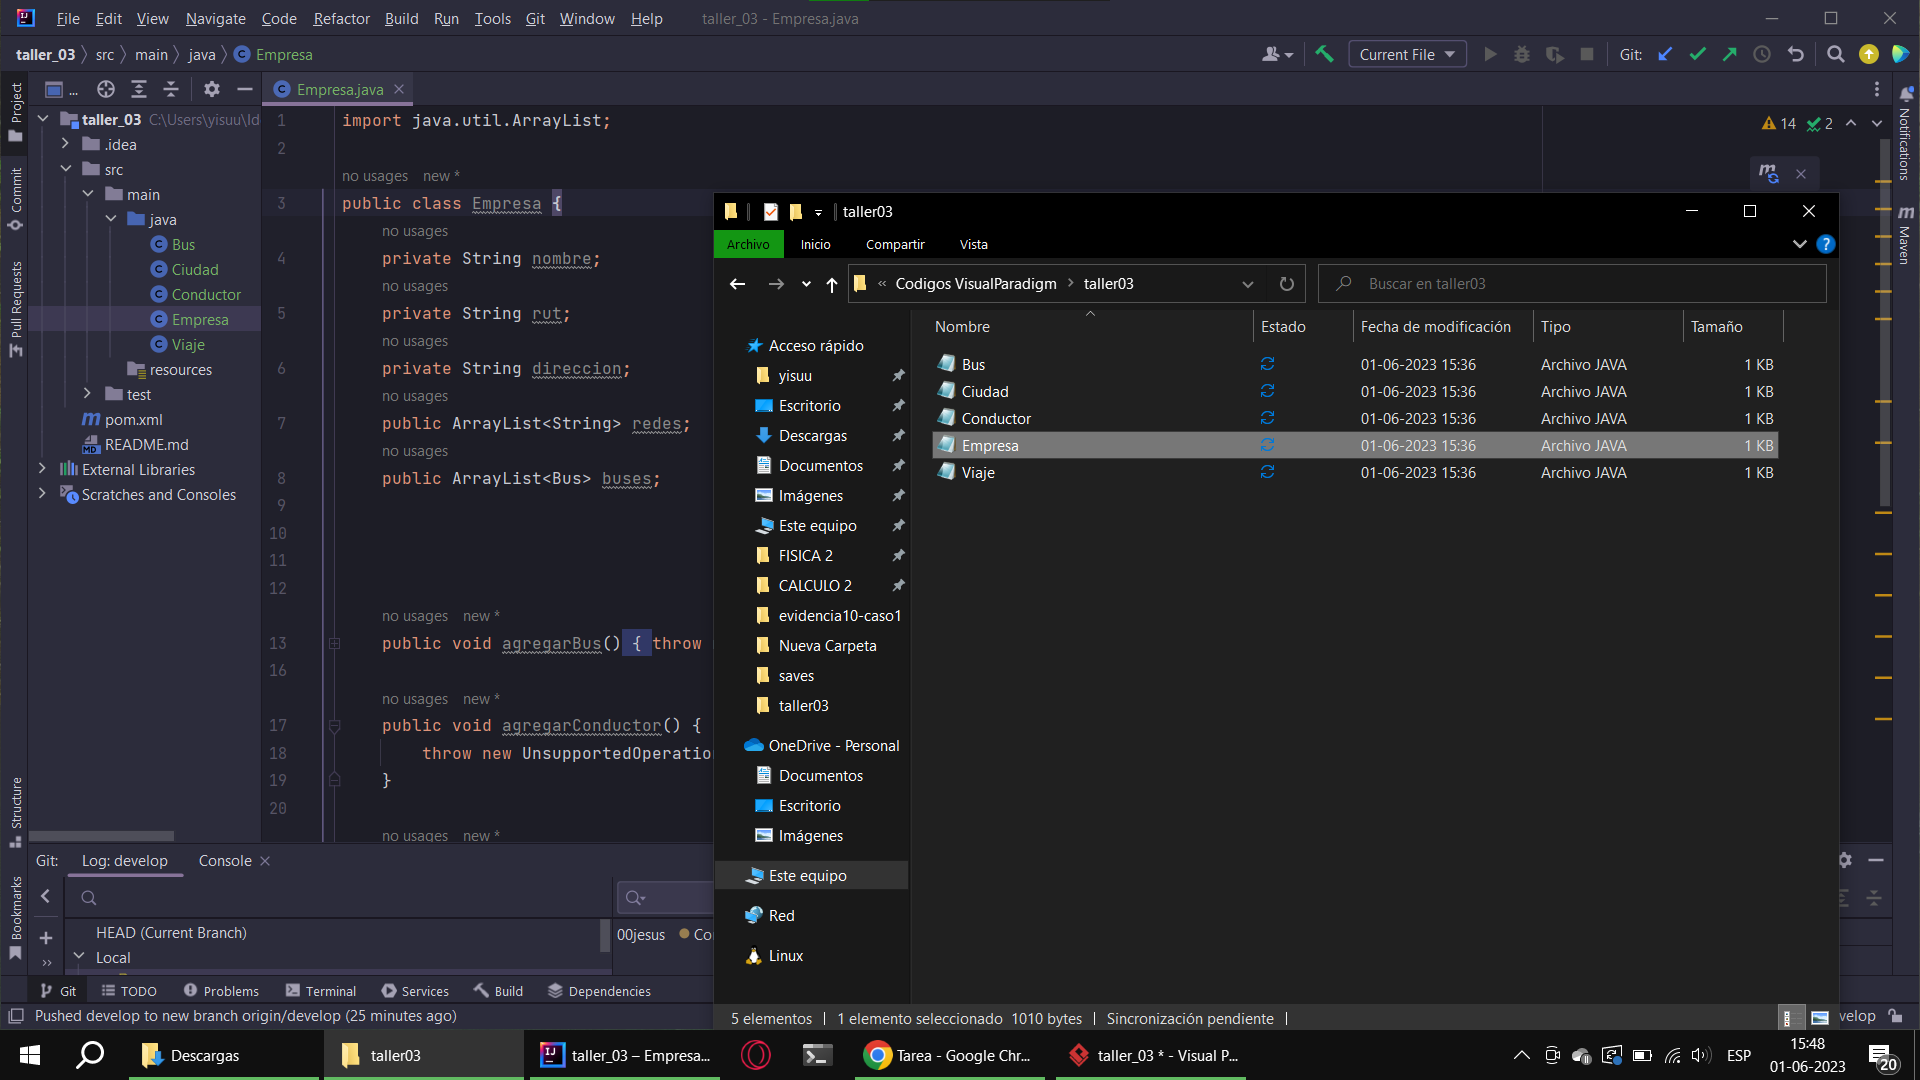 File Edit View Navigate Code Refactor Build Run Tools Git Window Help taller_03 - Empresa.java
taller_03 src main java Empresa
Current File
Git:
Project
Commit
Pull Requests
Structure
Bookmarks
Notifications
Maven
...
taller_03 C:\Users\yisuu\Id
.idea
src
main
java
Bus
Ciudad
Conductor
Empresa
Viaje
resources
test
pom.xml
README.md
External Libraries
Scratches and Consoles
Empresa.java
14 2
1 import java.util.ArrayList;
2
no usages new *
3 public class Empresa {
no usages
4 private String nombre;
no usages
5 private String rut;
no usages
6 private String direccion;
no usages
7 public ArrayList<String> redes;
no usages
8 public ArrayList<Bus> buses;
9
10
11
12
no usages new *
13 public void agregarBus() { throw
16
no usages new *
17 public void agregarConductor() {
18 throw new UnsupportedOperatio
19 }
20
no usages new *
Git: Log: develop Console
HEAD (Current Branch)
Local
00jesus Co
Git TODO Problems Terminal Services Build Dependencies
Pushed develop to new branch origin/develop (25 minutes ago)
velop
taller03
Archivo Inicio Compartir Vista
« Codigos VisualParadigm taller03
Buscar en taller03
Acceso rápido
yisuu
Escritorio
Descargas
Documentos
Imágenes
Este equipo
FISICA 2
CALCULO 2
evidencia10-caso1
Nueva Carpeta
saves
taller03
OneDrive - Personal
Documentos
Escritorio
Imágenes
Este equipo
Red
Linux
Nombre Estado Fecha de modificación Tipo Tamaño
Bus 01-06-2023 15:36 Archivo JAVA 1 KB
Ciudad 01-06-2023 15:36 Archivo JAVA 1 KB
Conductor 01-06-2023 15:36 Archivo JAVA 1 KB
Empresa 01-06-2023 15:36 Archivo JAVA 1 KB
Viaje 01-06-2023 15:36 Archivo JAVA 1 KB
5 elementos 1 elemento seleccionado 1010 bytes Sincronización pendiente
Descargas
taller03
taller_03 – Empresa...
Tarea - Google Chr...
taller_03 * - Visual P...
ESP
15:48
01-06-2023
20